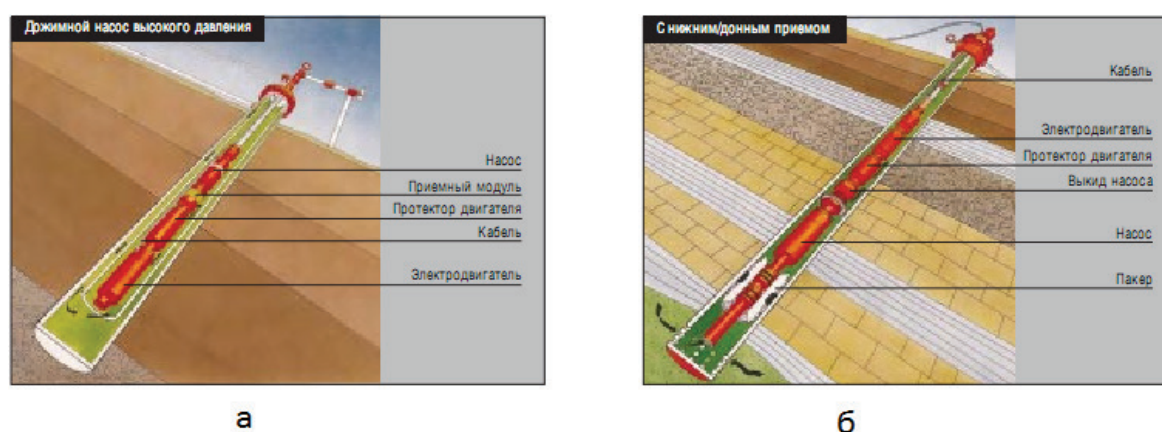 Дожимной насос высокого давления
Насос
Приемный модуль
Протектор двигателя
Кабель
Электродвигатель
а
С нижним/донным приемом
Кабель
Электродвигатель
Протектор двигателя
Выкид насоса
Насос
Пакер
б